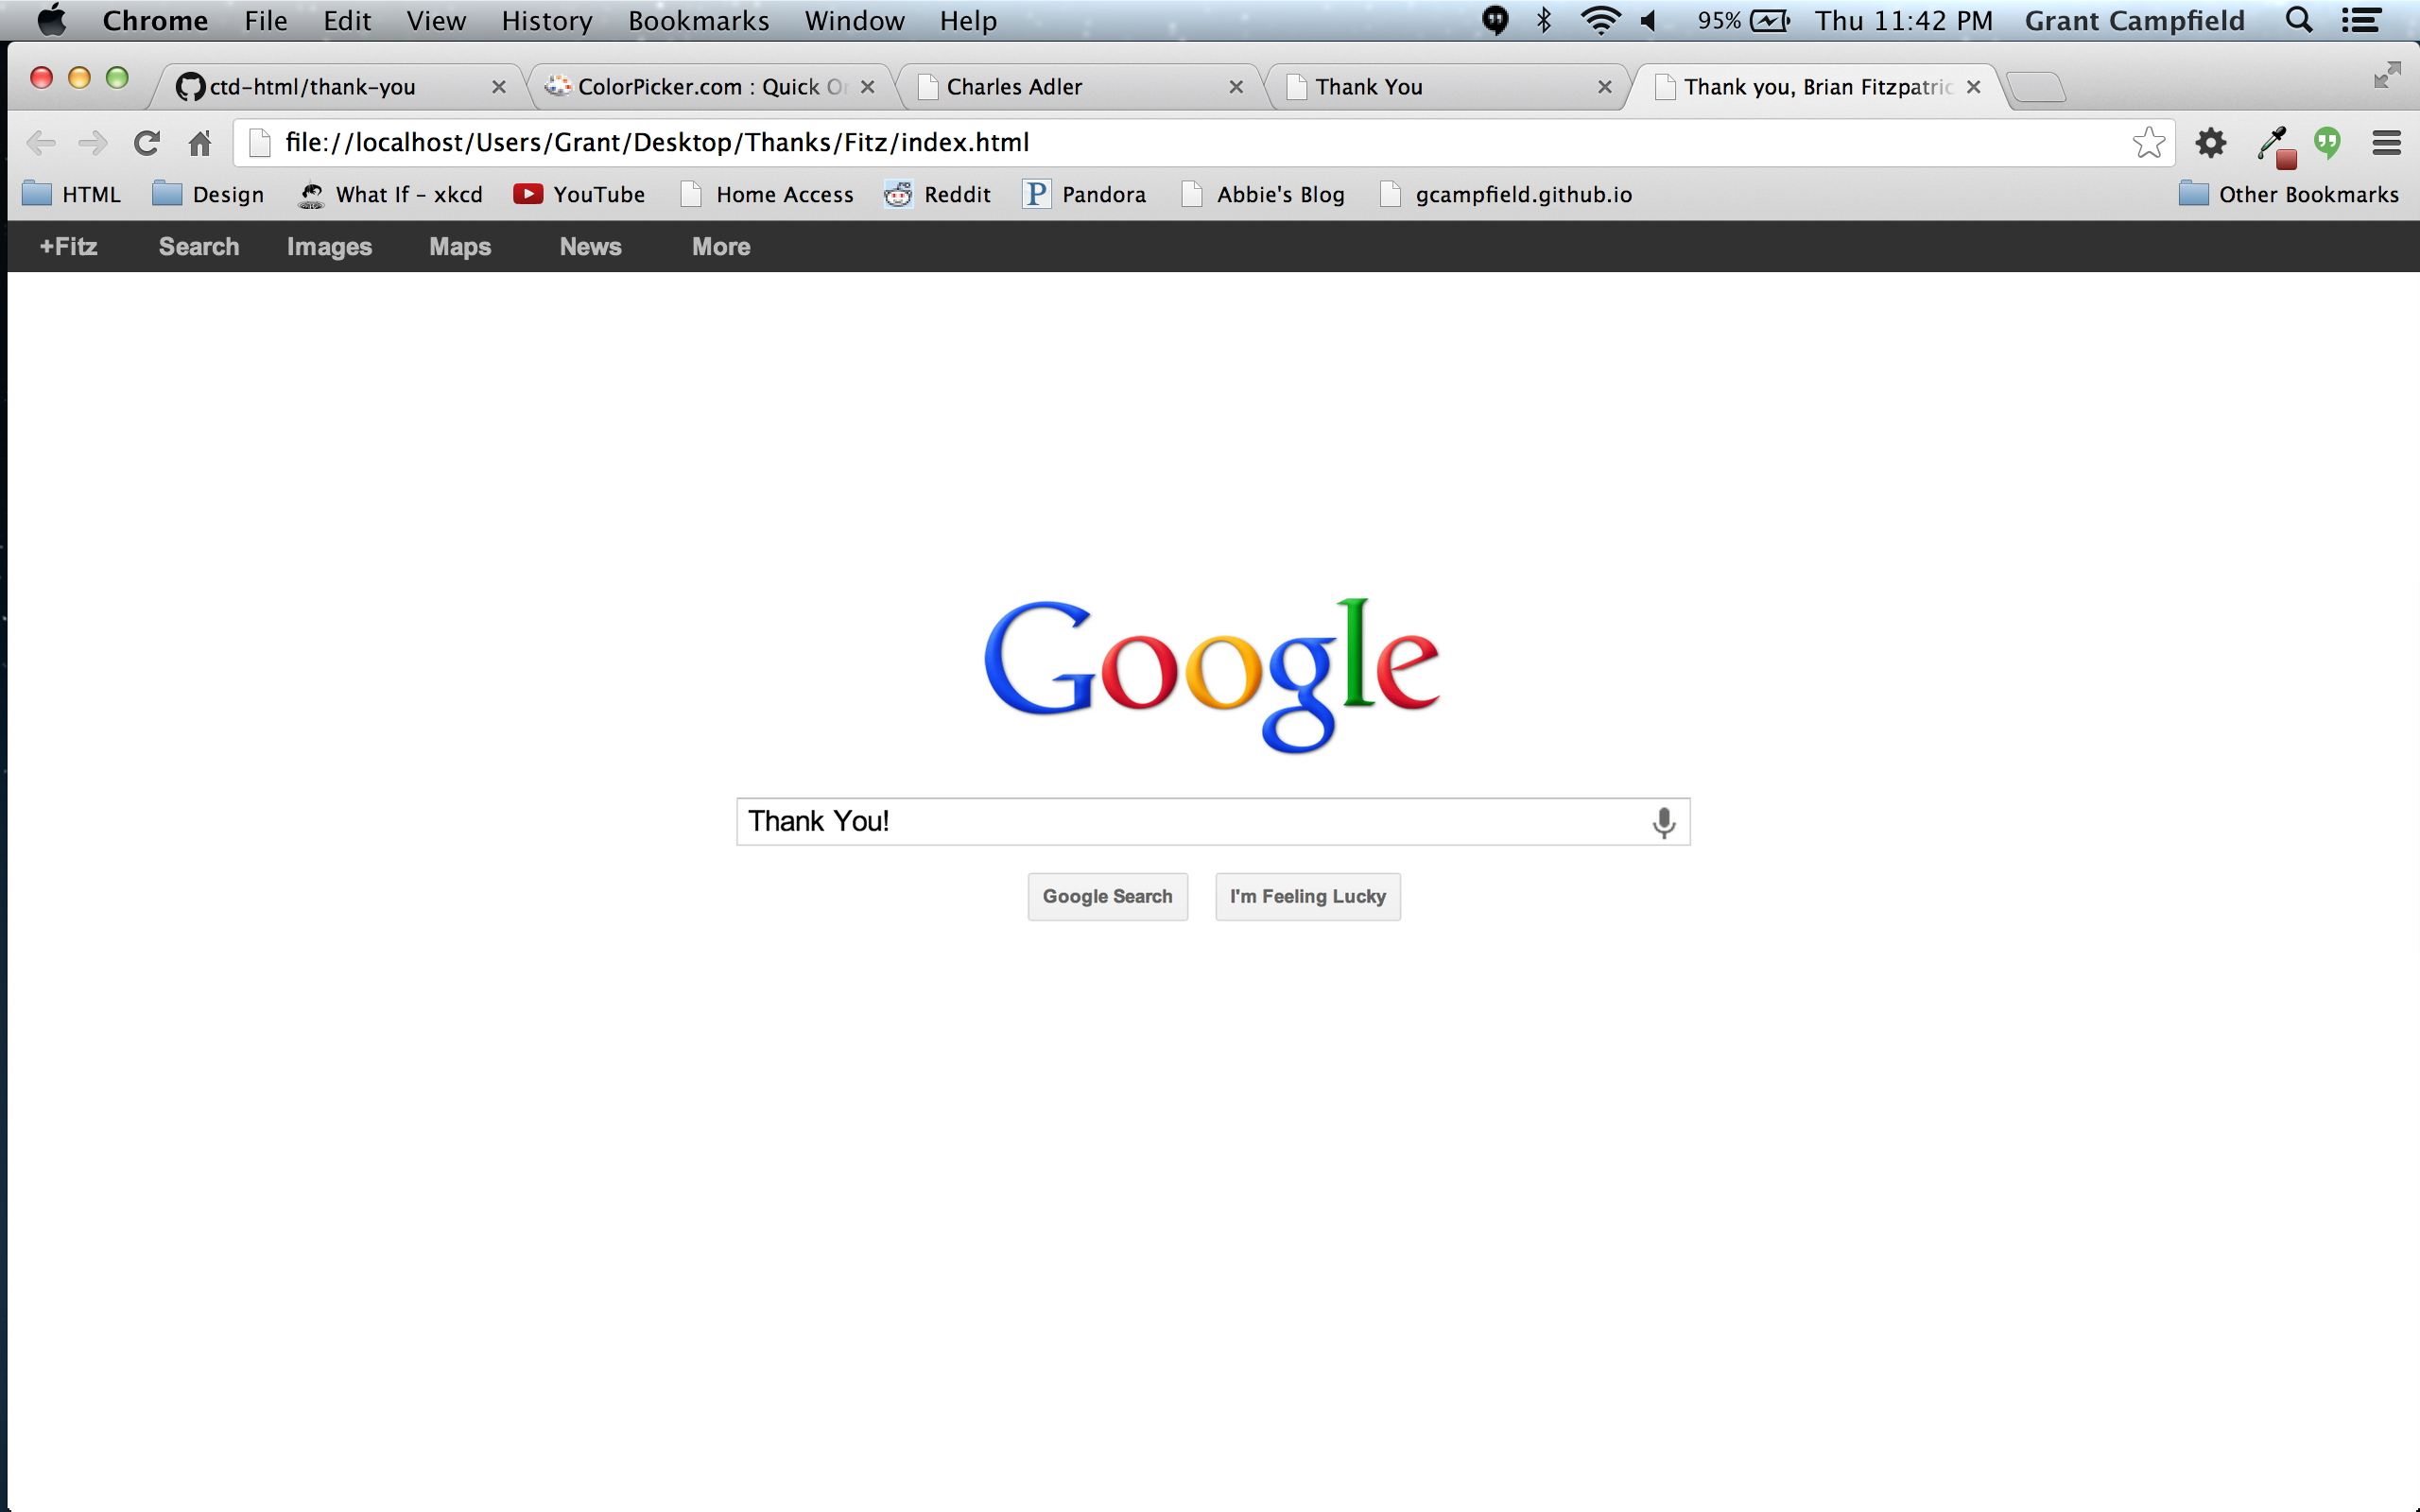 Chrome File Edit View History Bookmarks Window Help 95% Thu 11:42 PM Grant Campfield
ctd-html/thank-you ColorPicker.com : Quick Or Charles Adler Thank You Thank you, Brian Fitzpatric
file://localhost/Users/Grant/Desktop/Thanks/Fitz/index.html
HTML Design What If - xkcd YouTube Home Access Reddit P Pandora Abbie's Blog gcampfield.github.io Other Bookmarks
+Fitz Search Images Maps News More
Google
Thank You!
Google Search I'm Feeling Lucky